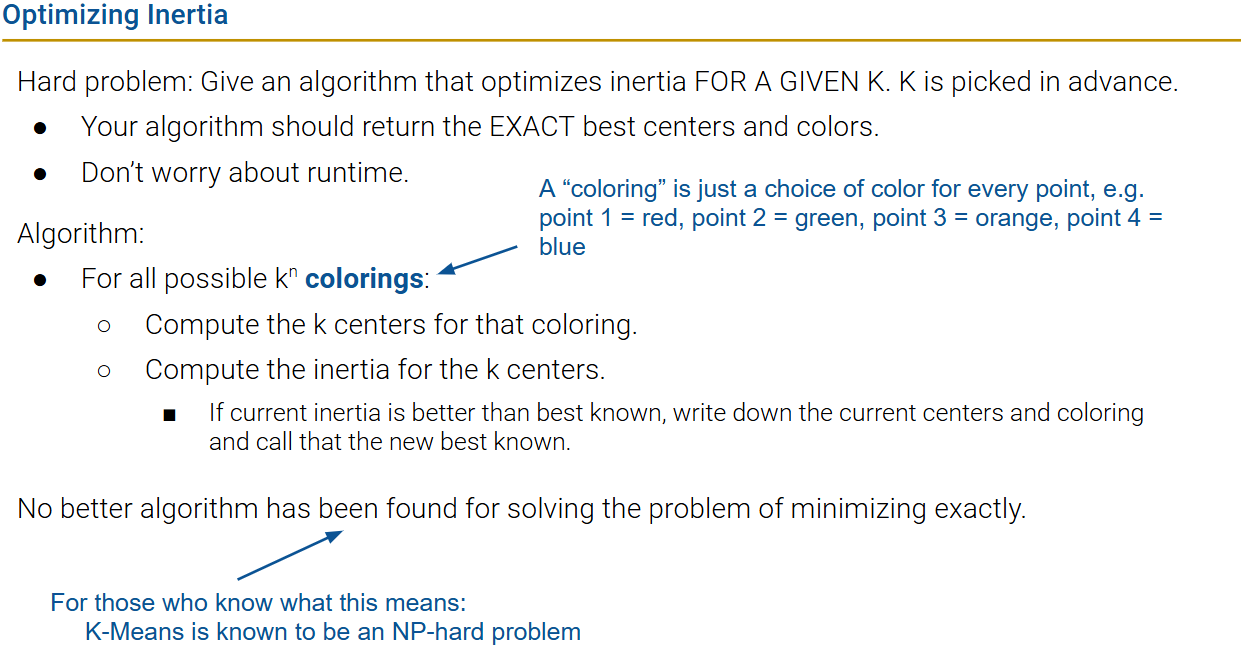 Optimizing Inertia
Hard problem: Give an algorithm that optimizes inertia FOR A GIVEN K. K is picked in advance.
● Your algorithm should return the EXACT best centers and colors.
● Don’t worry about runtime.
A “coloring” is just a choice of color for every point, e.g.
point 1 = red, point 2 = green, point 3 = orange, point 4 =
blue
Algorithm:
● For all possible kⁿ colorings:
○ Compute the k centers for that coloring.
○ Compute the inertia for the k centers.
■ If current inertia is better than best known, write down the current centers and coloring
and call that the new best known.
No better algorithm has been found for solving the problem of minimizing exactly.
For those who know what this means:
K-Means is known to be an NP-hard problem